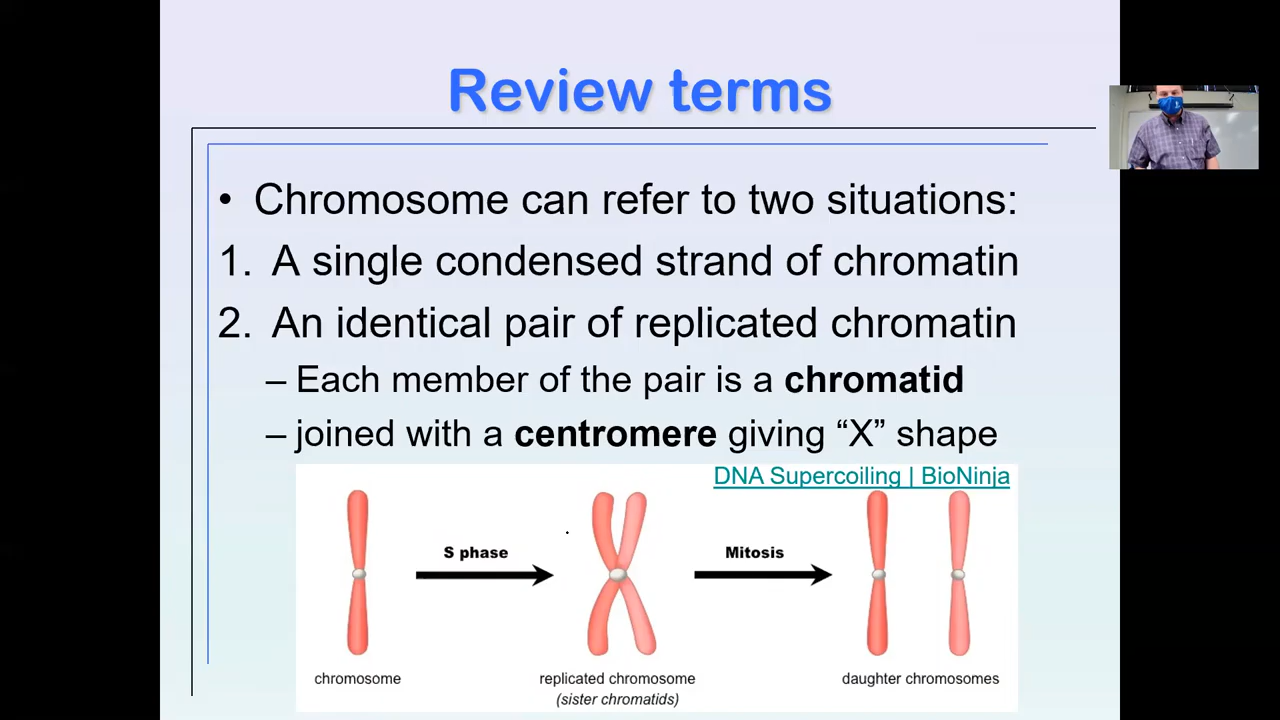 Review terms
• Chromosome can refer to two situations:
1. A single condensed strand of chromatin
2. An identical pair of replicated chromatin
– Each member of the pair is a chromatid
– joined with a centromere giving “X” shape
DNA Supercoiling | BioNinja
S phase
Mitosis
chromosome
replicated chromosome
(sister chromatids)
daughter chromosomes